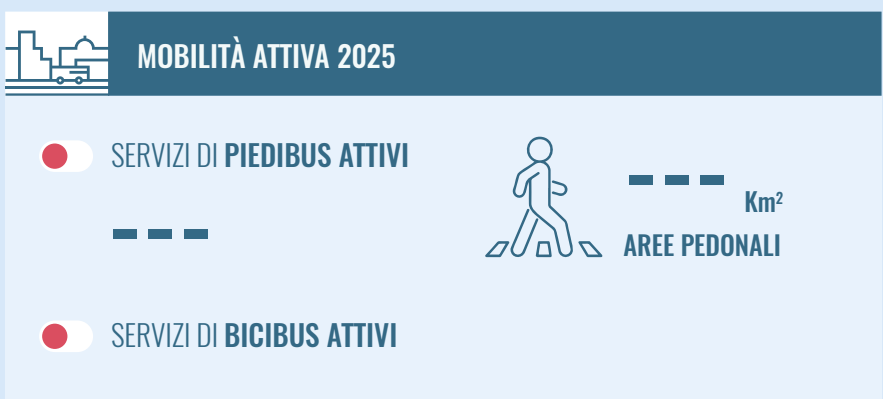 MOBILITÀ ATTIVA 2025
SERVIZI DI PIEDIBUS ATTIVI
---
SERVIZI DI BICIBUS ATTIVI
---
Km²
AREE PEDONALI